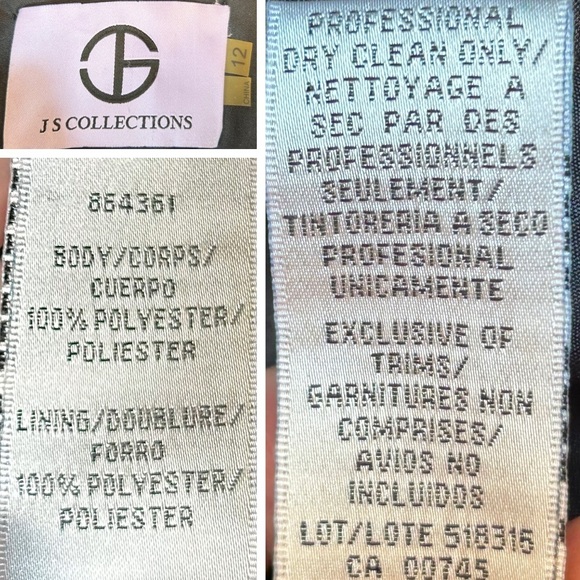 J S COLLECTIONS
12
CHINA
864361
BODY/CORPS/
CUERPO
100% POLYESTER/
POLIESTER
LINING/DOUBLURE/
FORRO
100% POLYESTER/
POLIESTER
PROFESSIONAL
DRY CLEAN ONLY/
NETTOYAGE A
SEC PAR DES
PROFESSIONNELS
SEULEMENT/
TINTORERIA A SECO
PROFESIONAL
UNICAMENTE
EXCLUSIVE OF
TRIMS/
GARNITURES NON
COMPRISES/
AVIOS NO
INCLUIDOS
LOT/LOTE 518316
CA 00745